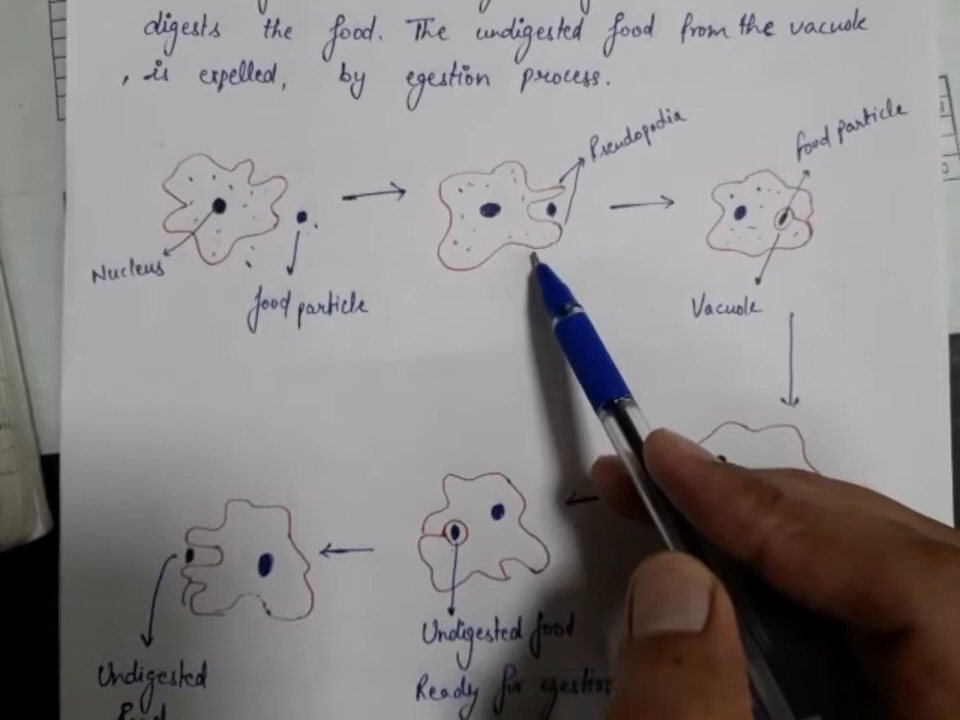 digests the food. The undigested food from the vacuole
, is expelled, by egestion process.
Pseudopodia
food particle
Nucleus
food particle
Vacuole
Undigested food
Ready for egestion
Undigested
food